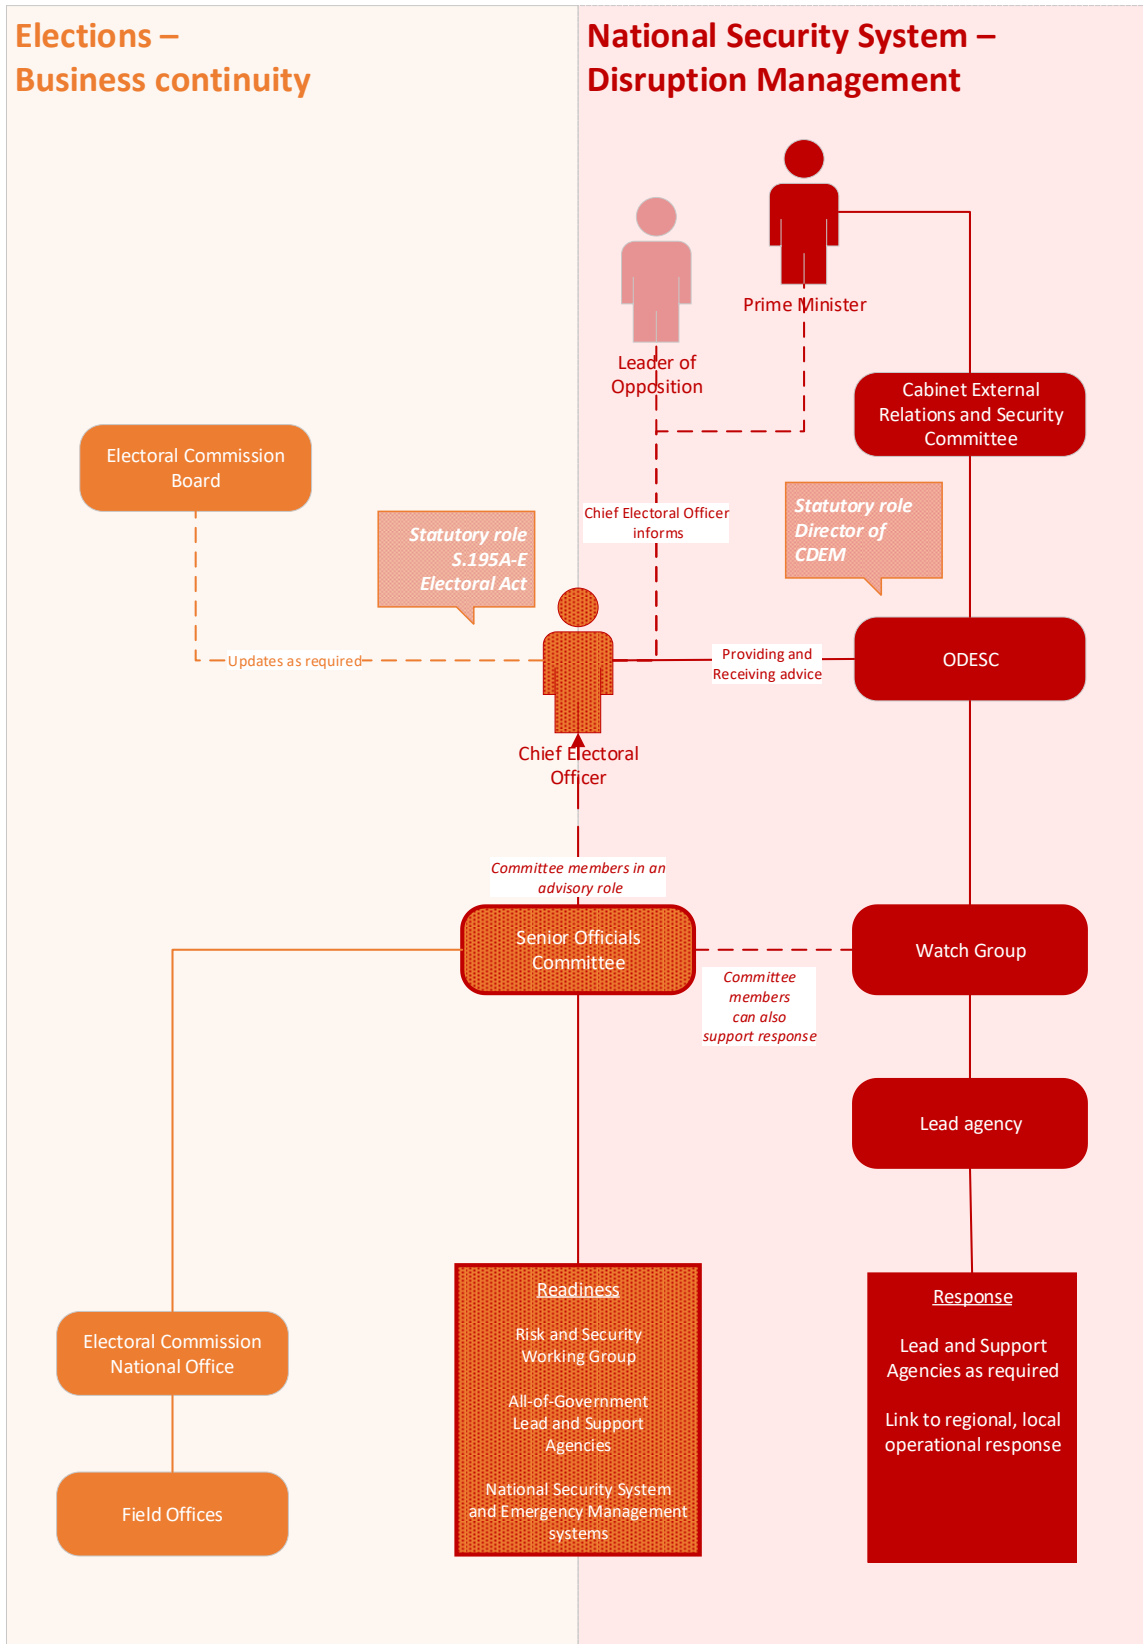 Elections –
Business continuity
National Security System –
Disruption Management
Prime Minister
Leader of
Opposition
Cabinet External
Relations and Security
Committee
Electoral Commission
Board
Statutory role
S.195A-E
Electoral Act
Chief Electoral Officer
informs
Statutory role
Director of
CDEM
Updates as required
Providing and
Receiving advice
ODESC
Chief Electoral
Officer
Committee members in an
advisory role
Senior Officials
Committee
Watch Group
Committee
members
can also
support response
Lead agency
Electoral Commission
National Office
Field Offices
Readiness
Risk and Security
Working Group
All-of-Government
Lead and Support
Agencies
National Security System
and Emergency Management
systems
Response
Lead and Support
Agencies as required
Link to regional, local
operational response